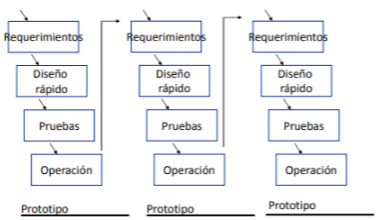 Requerimientos
Diseño
rápido
Pruebas
Operación
Prototipo
Requerimientos
Diseño
rápido
Pruebas
Operación
Prototipo
Requerimientos
Diseño
rápido
Pruebas
Operación
Prototipo